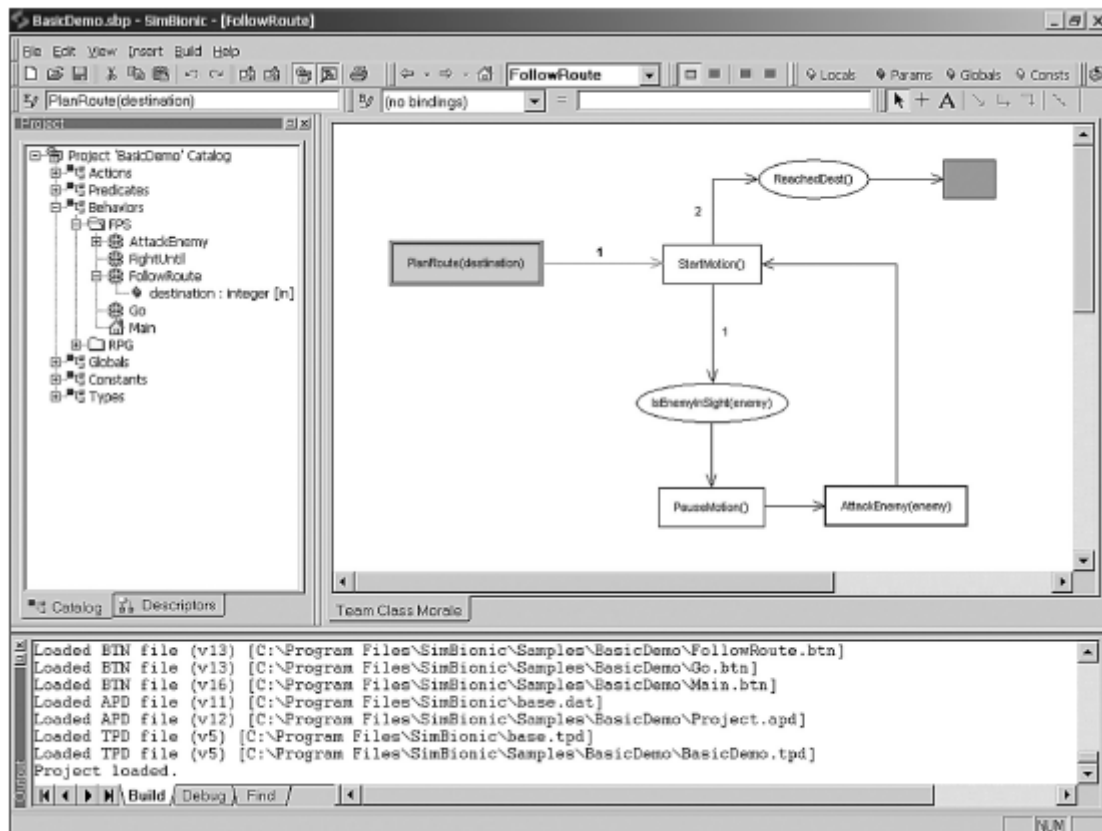 BasicDemo.sbp - SimBionic - [FollowRoute]
File Edit View Insert Build Help
FollowRoute
Locals Params Globals Consts
PlanRoute(destination)
(no bindings)
=
A
Project
Project 'BasicDemo' Catalog
Actions
Predicates
Behaviors
FPS
AttackEnemy
FightUntil
FollowRoute
destination : integer [in]
Go
Main
RPG
Globals
Constants
Types
Catalog Descriptors
ReachedDest()
2
PlanRoute(destination)
1
StartMotion()
1
IsEnemyInSight(enemy)
PauseMotion()
AttackEnemy(enemy)
Team Class Morale
Loaded BTN file (v13) [C:\Program Files\SimBionic\Samples\BasicDemo\FollowRoute.btn]
Loaded BTN file (v13) [C:\Program Files\SimBionic\Samples\BasicDemo\Go.btn]
Loaded BTN file (v16) [C:\Program Files\SimBionic\Samples\BasicDemo\Main.btn]
Loaded APD file (v11) [C:\Program Files\SimBionic\base.dat]
Loaded APD file (v12) [C:\Program Files\SimBionic\Samples\BasicDemo\Project.apd]
Loaded TPD file (v5) [C:\Program Files\SimBionic\base.tpd]
Loaded TPD file (v5) [C:\Program Files\SimBionic\Samples\BasicDemo\BasicDemo.tpd]
Project loaded.
Build Debug Find
NUM